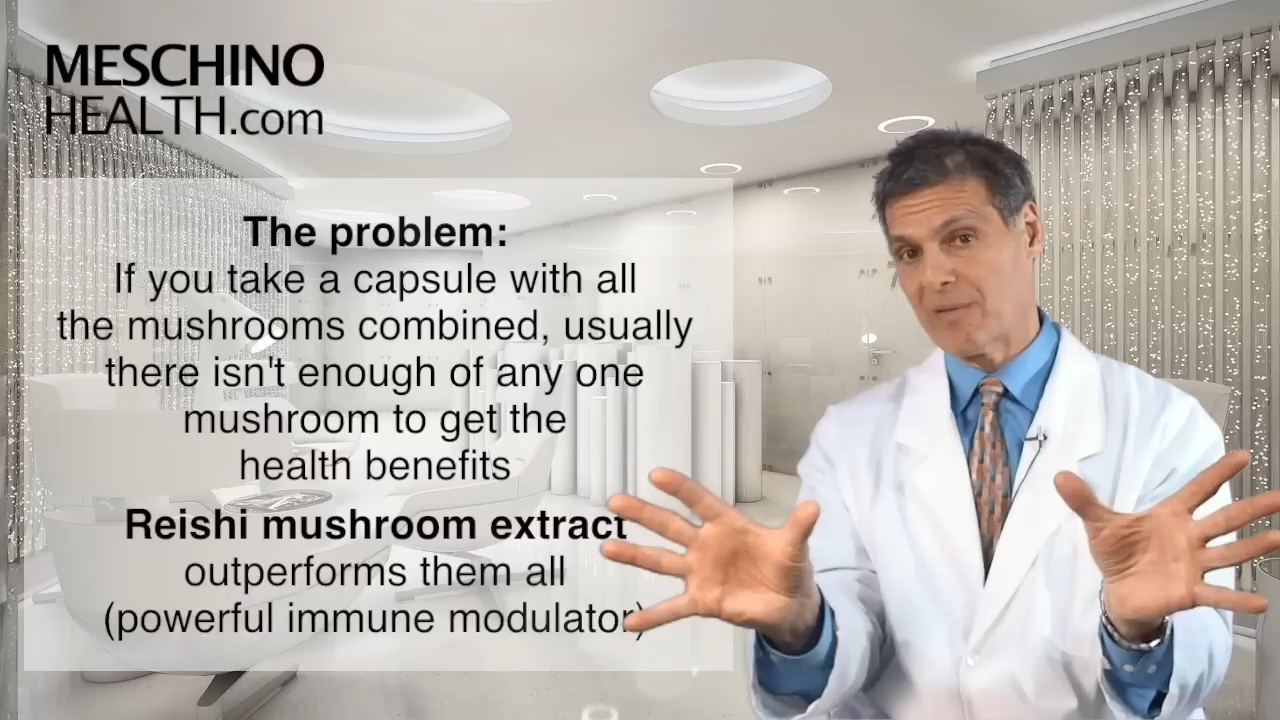 MESCHINO
HEALTH.com
The problem:
If you take a capsule with all
the mushrooms combined, usually
there isn't enough of any one
mushroom to get the
health benefits
Reishi mushroom extract
outperforms them all
(powerful immune modulator)